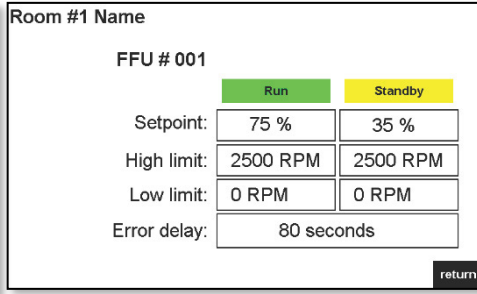 Room #1 Name
FFU # 001
Run Standby
Setpoint: 75 % 35 %
High limit: 2500 RPM 2500 RPM
Low limit: 0 RPM 0 RPM
Error delay: 80 seconds
return